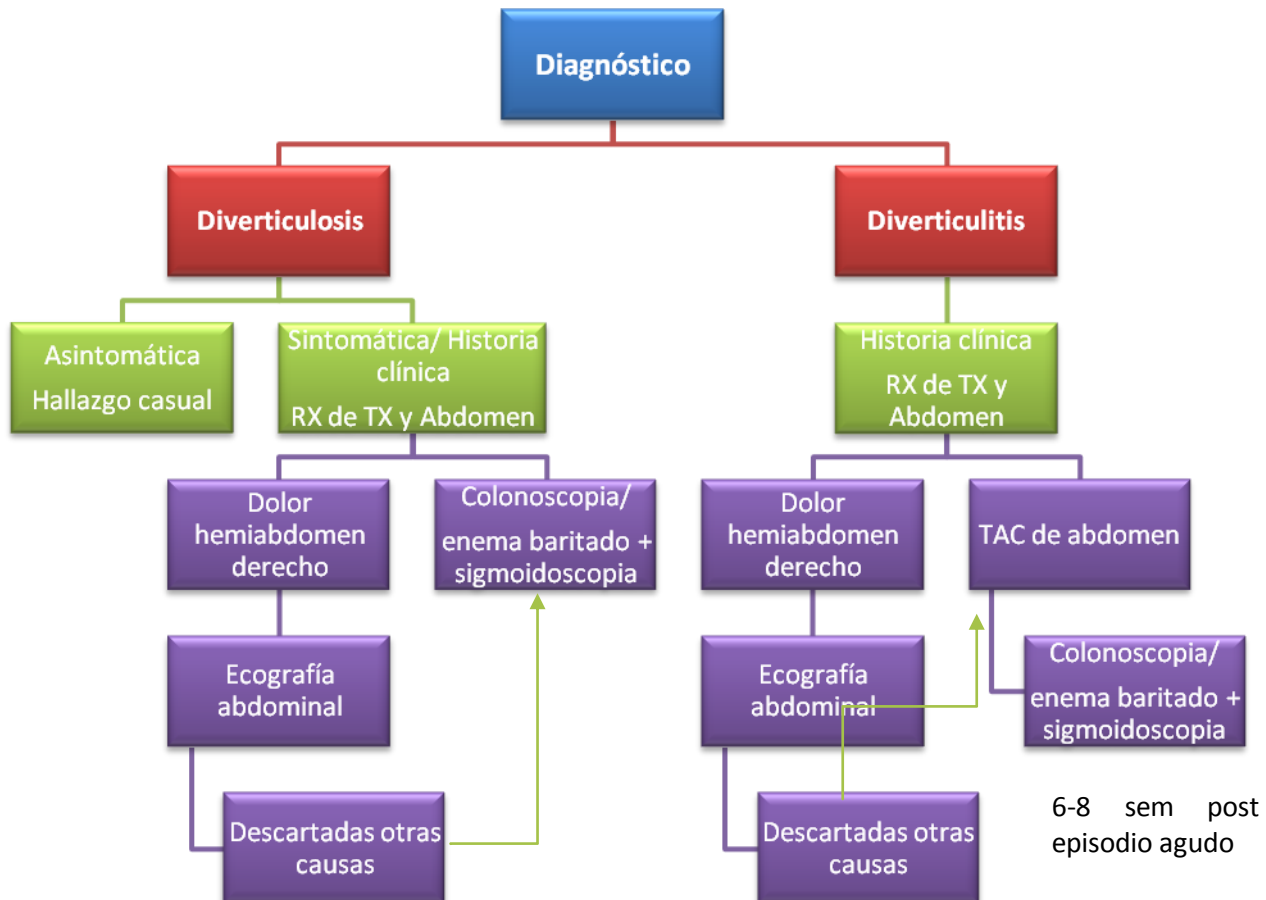 Diagnóstico
Diverticulosis
Diverticulitis
Asintomática
Hallazgo casual
Sintomática/ Historia
clínica
RX de TX y Abdomen
Historia clínica
RX de TX y
Abdomen
Dolor
hemiabdomen
derecho
Colonoscopia/
enema baritado +
sigmoidoscopia
Dolor
hemiabdomen
derecho
TAC de abdomen
Ecografía
abdominal
Ecografía
abdominal
Colonoscopia/
enema baritado +
sigmoidoscopia
Descartadas otras
causas
Descartadas otras
causas
6-8 sem post
episodio agudo